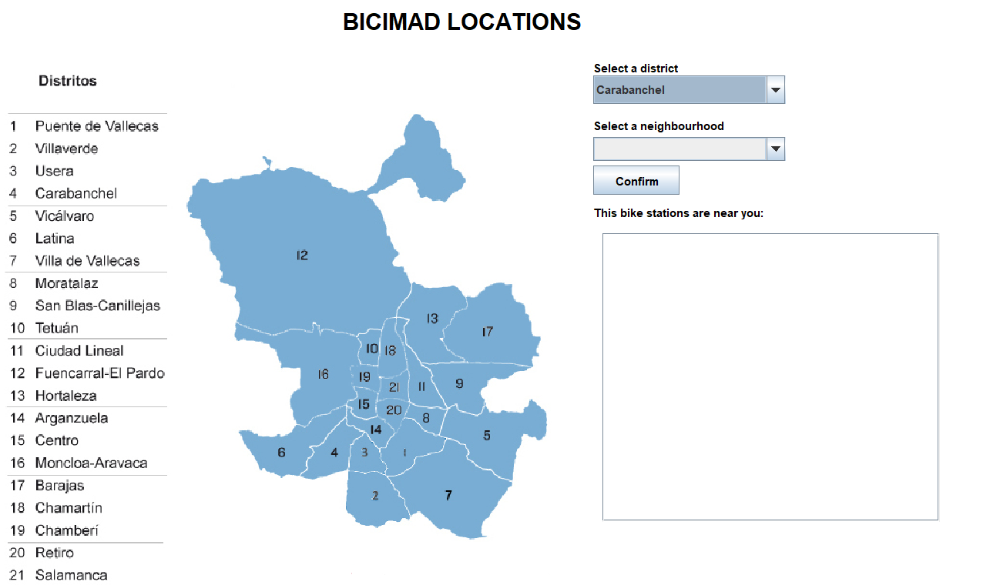 BICIMAD LOCATIONS
Distritos
1 Puente de Vallecas
2 Villaverde
3 Usera
4 Carabanchel
5 Vicálvaro
6 Latina
7 Villa de Vallecas
8 Moratalaz
9 San Blas-Canillejas
10 Tetuán
11 Ciudad Lineal
12 Fuencarral-El Pardo
13 Hortaleza
14 Arganzuela
15 Centro
16 Moncloa-Aravaca
17 Barajas
18 Chamartín
19 Chamberí
20 Retiro
21 Salamanca
12
13
17
10 18
16
19
21
11
9
15
20
8
14
5
6
4
3
1
2
7
Select a district
Carabanchel
Select a neighbourhood
Confirm
This bike stations are near you: